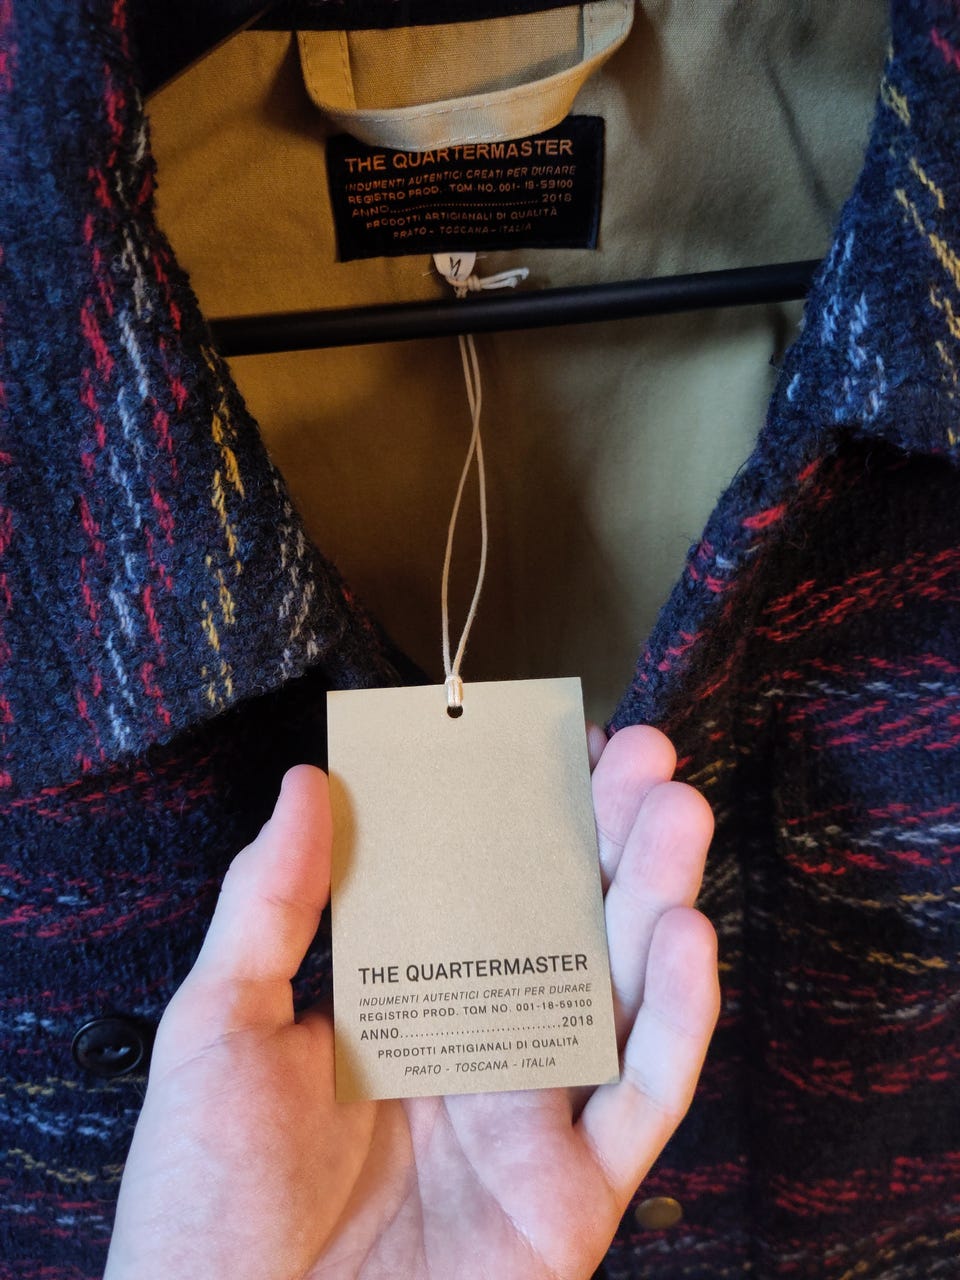 THE QUARTERMASTER
INDUMENTI AUTENTICI CREATI PER DURARE
REGISTRO PROD. TQM NO. 001-18-59100
ANNO..................................2018
PRODOTTI ARTIGIANALI DI QUALITÀ
PRATO - TOSCANA - ITALIA
THE QUARTERMASTER
INDUMENTI AUTENTICI CREATI PER DURARE
REGISTRO PROD. TQM NO. 001-18-59100
ANNO.................................2018
PRODOTTI ARTIGIANALI DI QUALITÀ
PRATO - TOSCANA - ITALIA